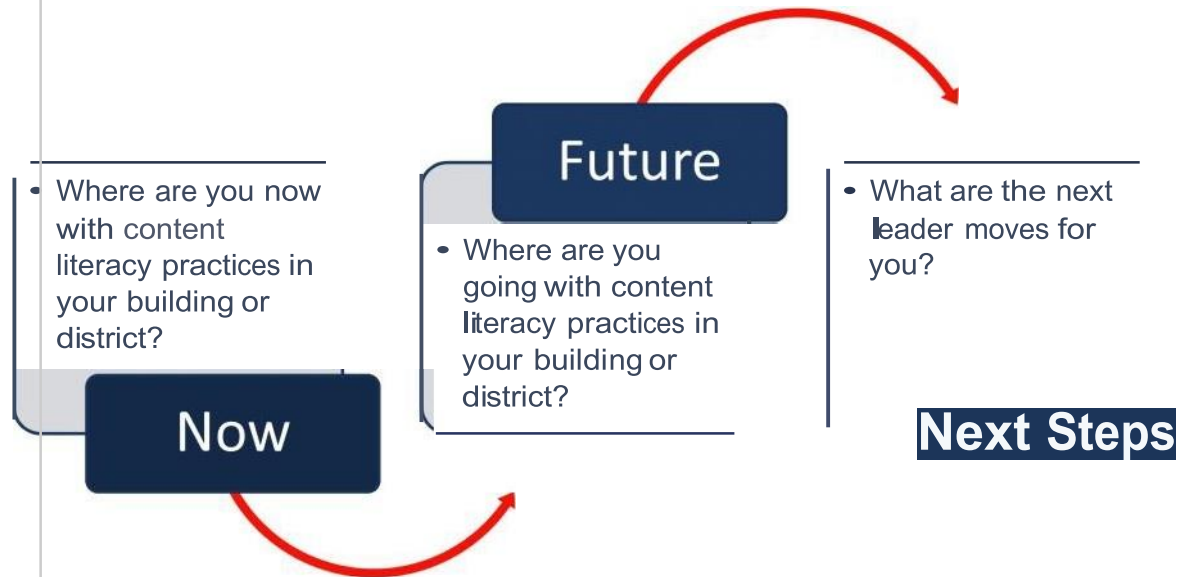 • Where are you now
with content
literacy practices in
your building or
district?
Now
Future
• Where are you
going with content
literacy practices in
your building or
district?
• What are the next
leader moves for
you?
Next Steps